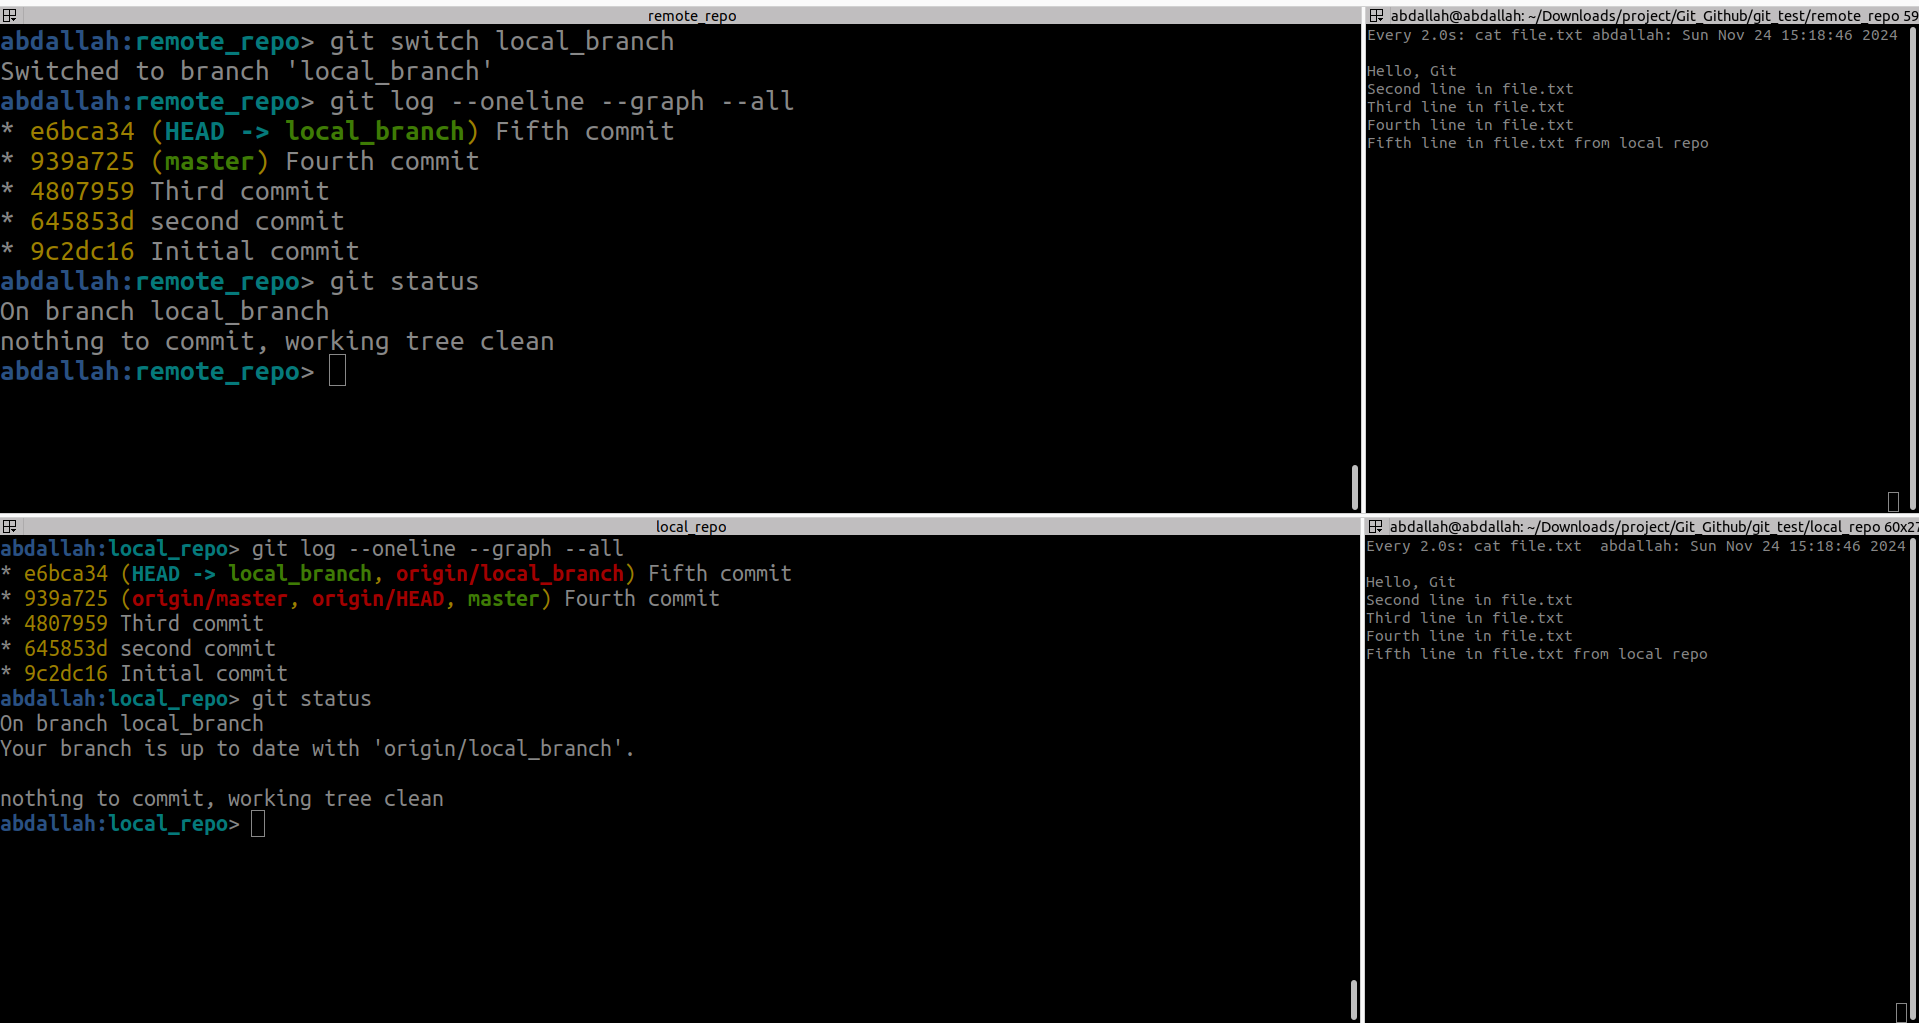 remote_repo
abdallah:remote_repo> git switch local_branch
Switched to branch 'local_branch'
abdallah:remote_repo> git log --oneline --graph --all
* e6bca34 (HEAD -> local_branch) Fifth commit
* 939a725 (master) Fourth commit
* 4807959 Third commit
* 645853d second commit
* 9c2dc16 Initial commit
abdallah:remote_repo> git status
On branch local_branch
nothing to commit, working tree clean
abdallah:remote_repo>
abdallah@abdallah: ~/Downloads/project/Git_Github/git_test/remote_repo 59
Every 2.0s: cat file.txt abdallah: Sun Nov 24 15:18:46 2024
Hello, Git
Second line in file.txt
Third line in file.txt
Fourth line in file.txt
Fifth line in file.txt from local repo
local_repo
abdallah:local_repo> git log --oneline --graph --all
* e6bca34 (HEAD -> local_branch, origin/local_branch) Fifth commit
* 939a725 (origin/master, origin/HEAD, master) Fourth commit
* 4807959 Third commit
* 645853d second commit
* 9c2dc16 Initial commit
abdallah:local_repo> git status
On branch local_branch
Your branch is up to date with 'origin/local_branch'.
nothing to commit, working tree clean
abdallah:local_repo>
abdallah@abdallah: ~/Downloads/project/Git_Github/git_test/local_repo 60x27
Every 2.0s: cat file.txt  abdallah: Sun Nov 24 15:18:46 2024
Hello, Git
Second line in file.txt
Third line in file.txt
Fourth line in file.txt
Fifth line in file.txt from local repo